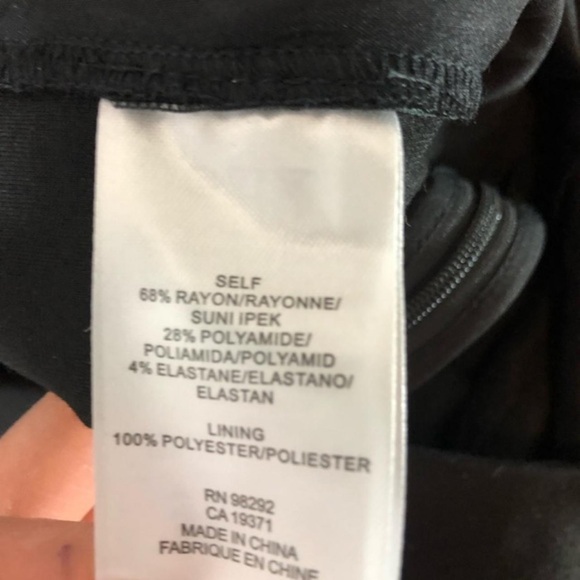 SELF
68% RAYON/RAYONNE/
SUNI IPEK
28% POLYAMIDE/
POLIAMIDA/POLYAMID
4% ELASTANE/ELASTANO/
ELASTAN
LINING
100% POLYESTER/POLIESTER
RN 98292
CA 19371
MADE IN CHINA
FABRIQUE EN CHINE